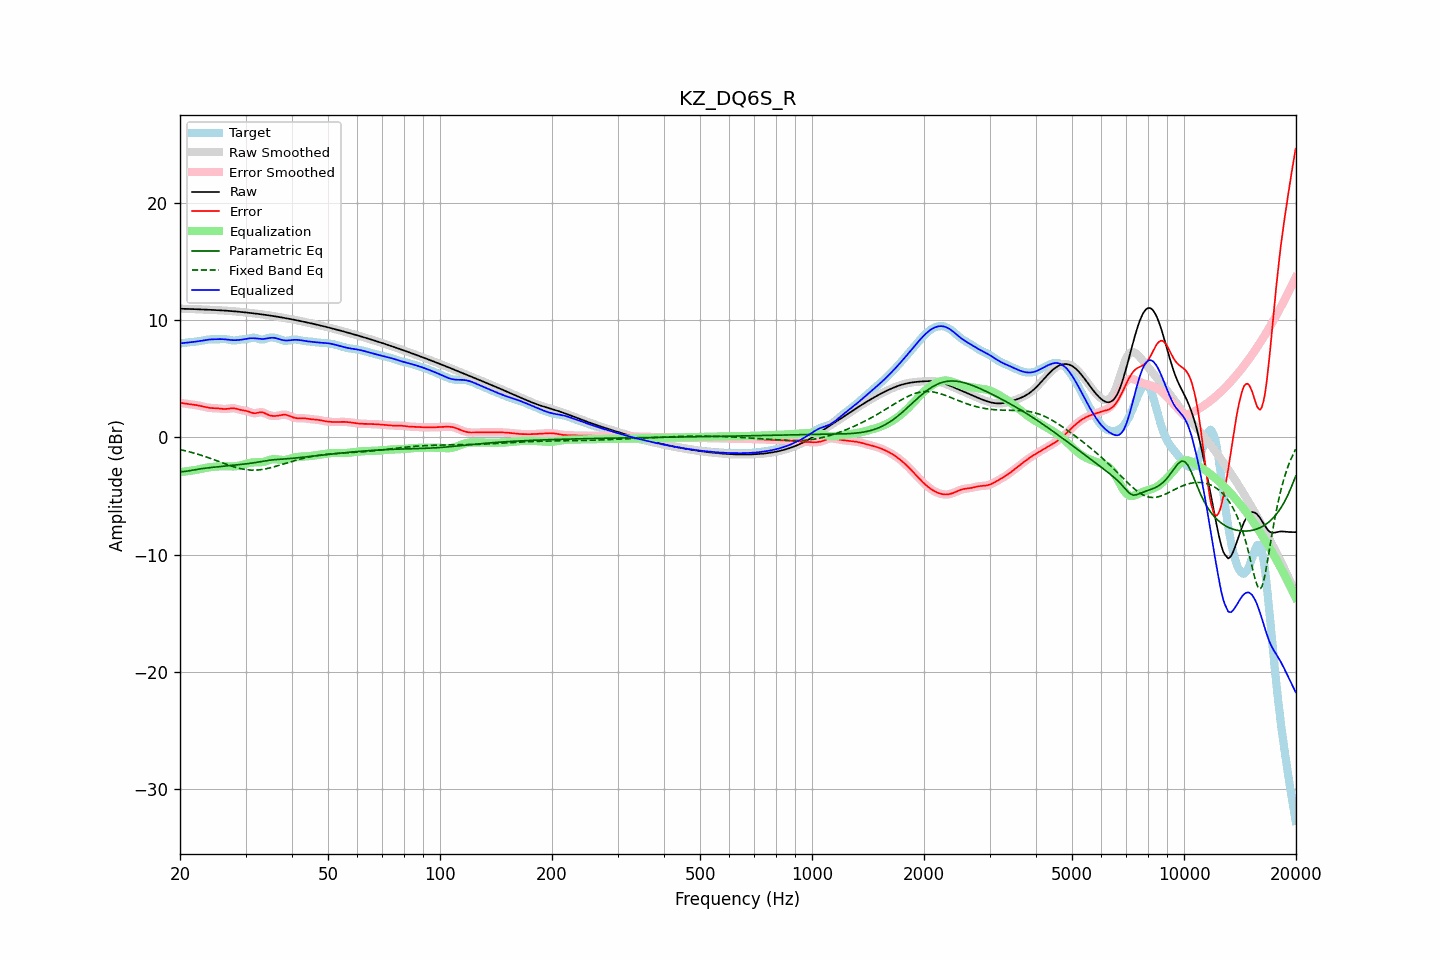 KZ_DQ6S_R
Target
Raw Smoothed
Error Smoothed
Raw
Error
Equalization
Parametric Eq
Fixed Band Eq
Equalized
20
10
0
−10
−20
−30
Amplitude (dBr)
20
50
100
200
500
1000
2000
5000
10000
20000
Frequency (Hz)